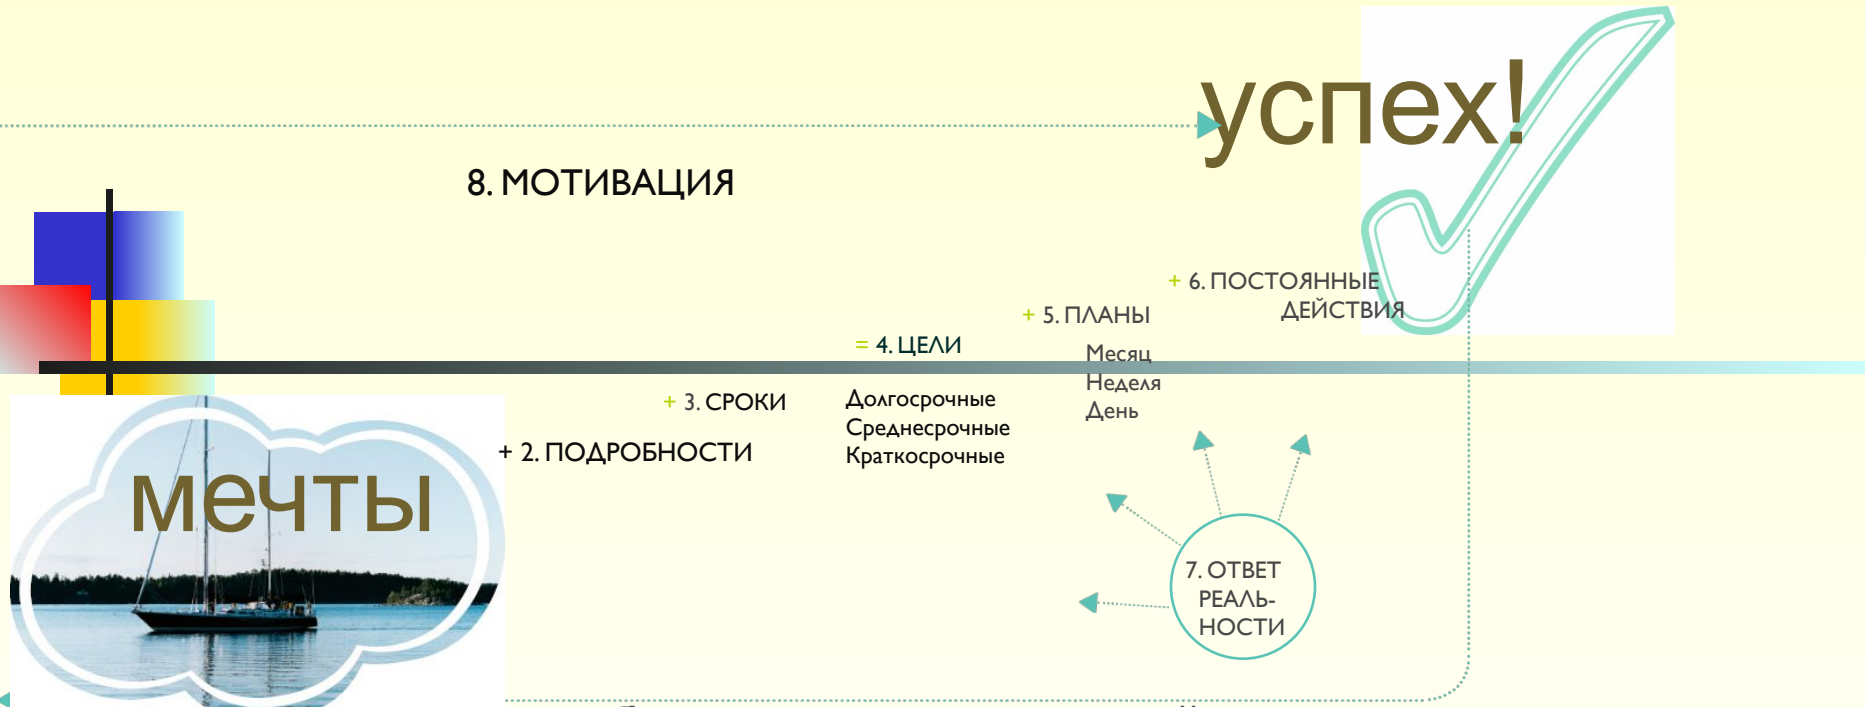 успех!
8. МОТИВАЦИЯ
+ 6. ПОСТОЯННЫЕ
ДЕЙСТВИЯ
+ 5. ПЛАНЫ
Месяц
Неделя
День
= 4. ЦЕЛИ
Долгосрочные
Среднесрочные
Краткосрочные
+ 3. СРОКИ
+ 2. ПОДРОБНОСТИ
мечты
7. ОТВЕТ
РЕАЛЬ-
НОСТИ